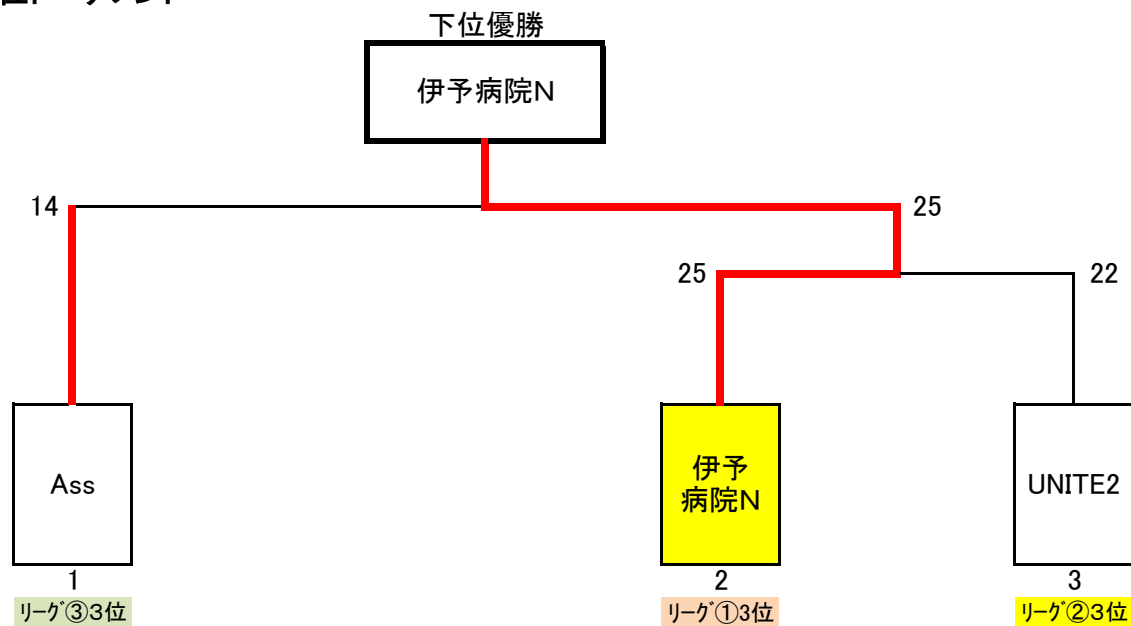 下位優勝
伊予病院N
14
25
25
22
Ass
伊予
病院N
UNITE2
1
2
3
ﾘｰｸﾞ③3位
ﾘｰｸﾞ①3位
ﾘｰｸﾞ②3位